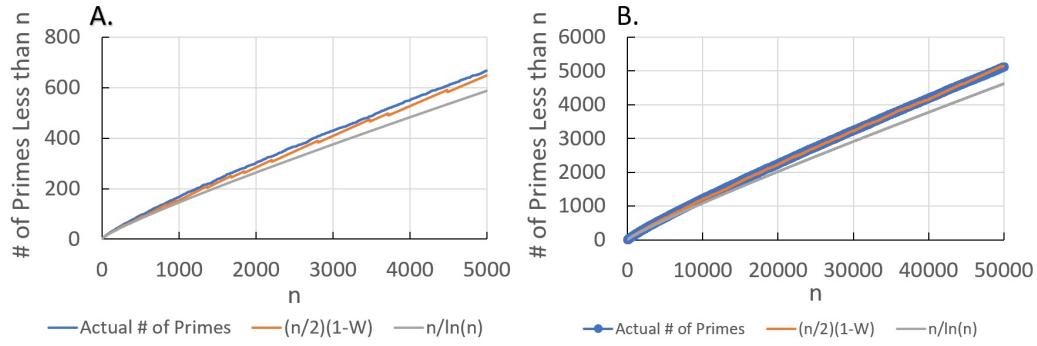 A.
# of Primes Less than n
800
600
400
200
0
0 1000 2000 3000 4000 5000
n
Actual # of Primes (n/2)(1-W) n/ln(n)
B.
# of Primes Less than n
6000
5000
4000
3000
2000
1000
0
0 10000 20000 30000 40000 50000
n
Actual # of Primes (n/2)(1-W) n/ln(n)